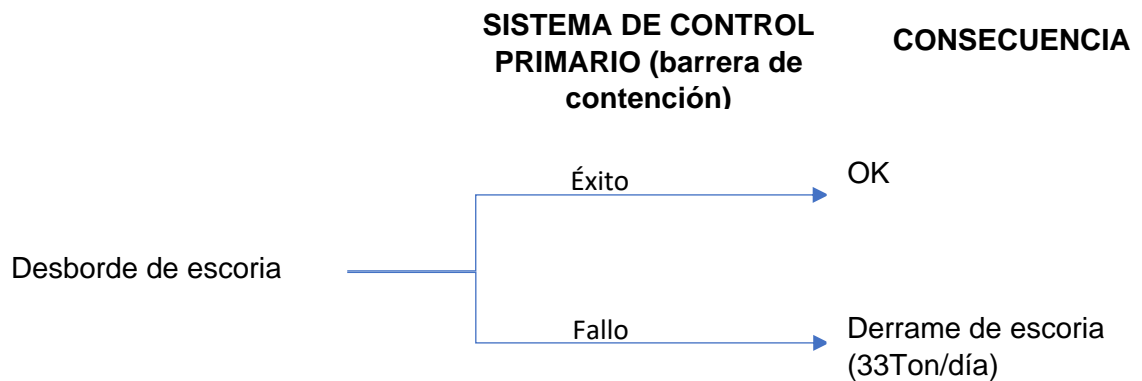 SISTEMA DE CONTROL
PRIMARIO (barrera de
contención)
CONSECUENCIA
Éxito
OK
Desborde de escoria
Fallo
Derrame de escoria
(33Ton/día)